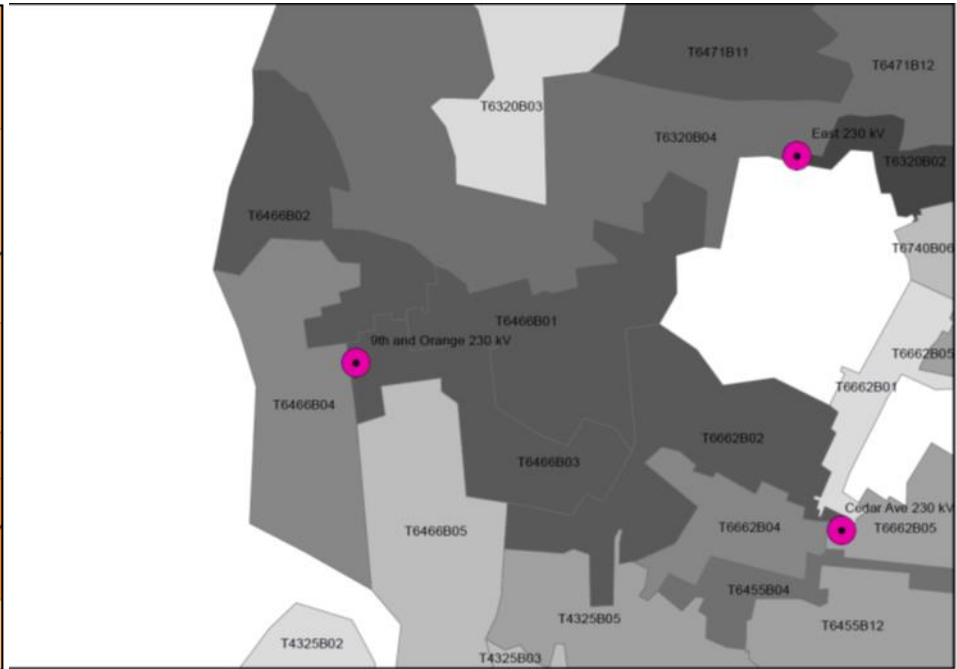 T6471B11
T6471B12
T6320B03
T6320B04
East 230 kV
T6320B02
T6466B02
T6740B06
T6466B01
9th and Orange 230 kV
T6662B05
T6662B01
T6466B04
T6662B02
T6466B03
Cedar Ave 230 kV
T6466B05
T6662B04
T6662B05
T6455B04
T4325B05
T6455B12
T4325B02
T4325B03